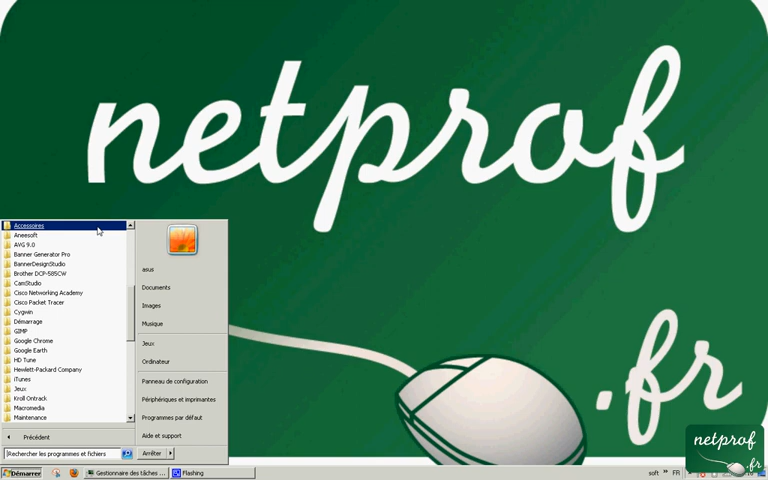 netprof
.fr
Accessoires
Aneesoft
AVG 9.0
Banner Generator Pro
BannerDesignStudio
Brother DCP-585CW
CamStudio
Cisco Networking Academy
Cisco Packet Tracer
Cygwin
Démarrage
GIMP
Google Chrome
Google Earth
HD Tune
Hewlett-Packard Company
iTunes
Jeux
Kroll Ontrack
Macromedia
Maintenance
Précédent
Rechercher les programmes et fichiers
asus
Documents
Images
Musique
Jeux
Ordinateur
Panneau de configuration
Périphériques et imprimantes
Programmes par défaut
Aide et support
Arrêter
Démarrer
Gestionnaire des tâches ...
Flashing
soft » FR
netprof
.fr